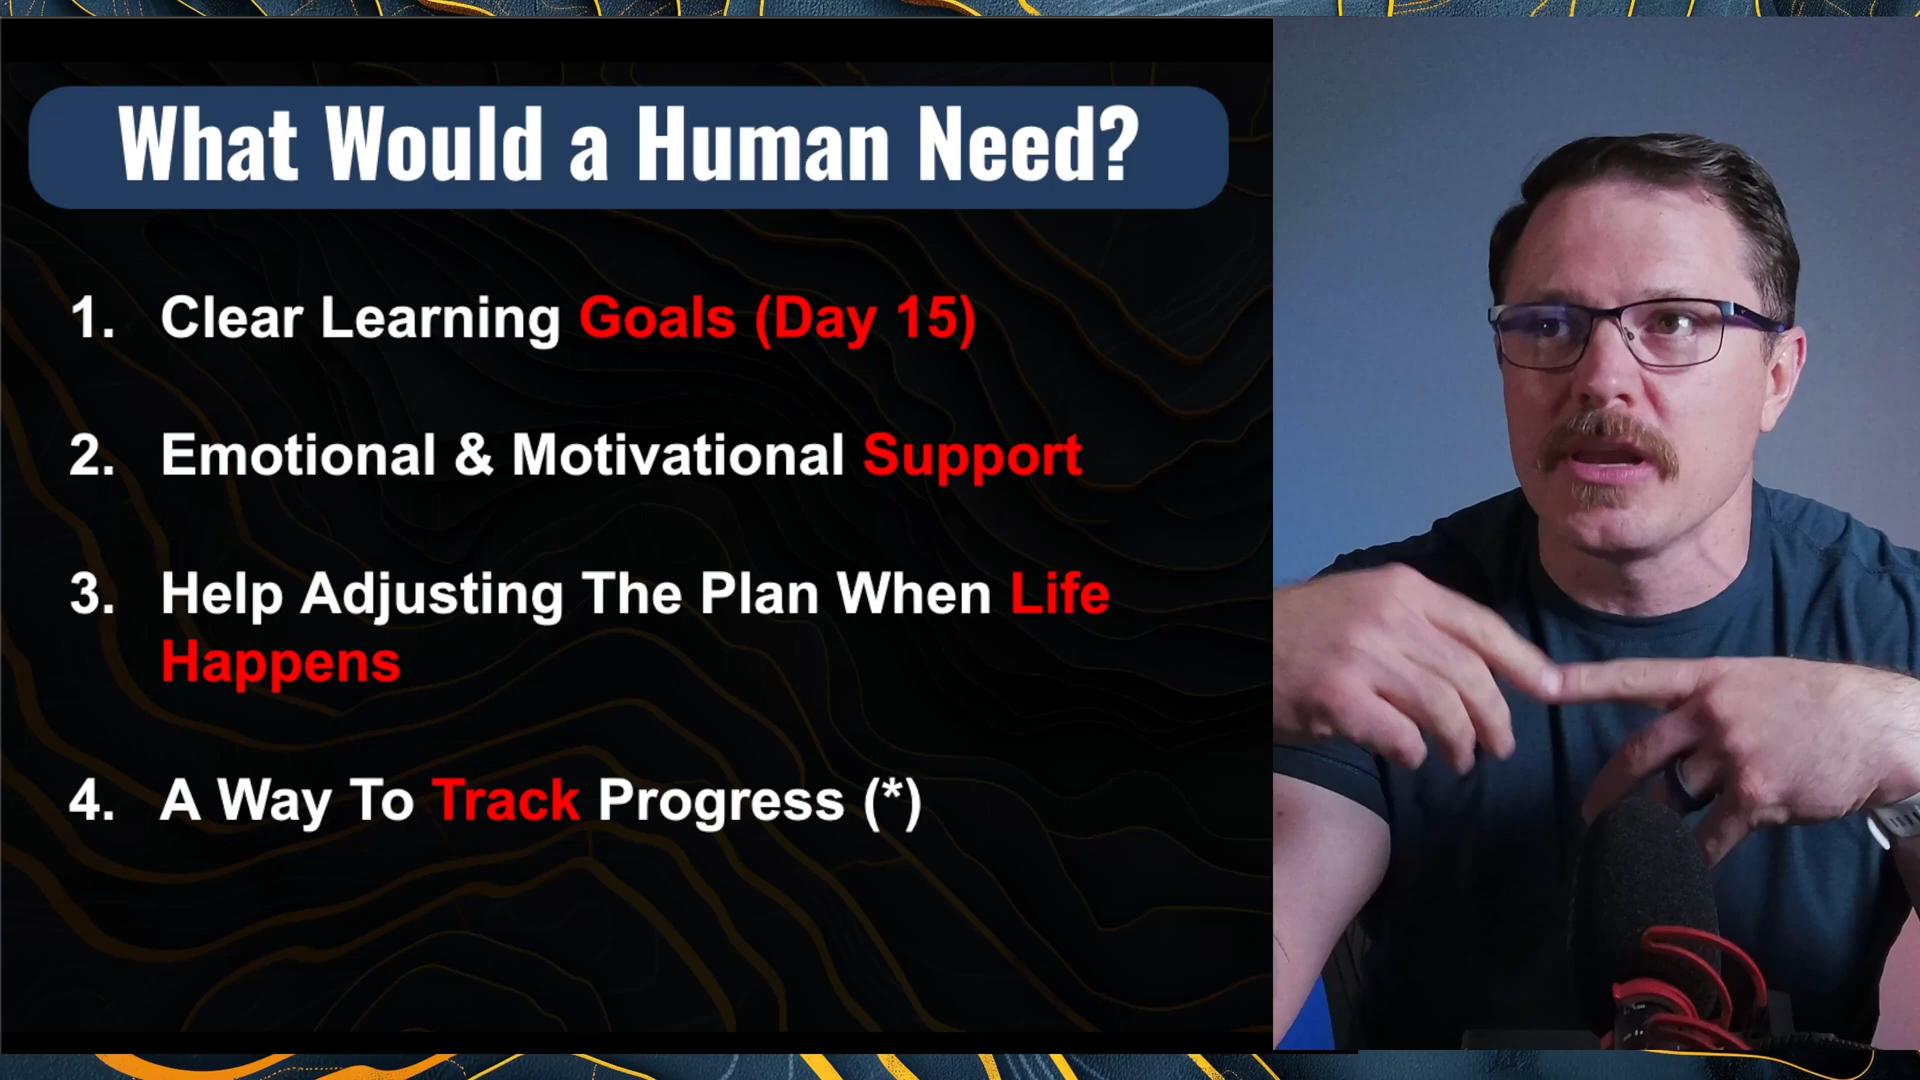 What Would a Human Need?
1. Clear Learning Goals (Day 15)
2. Emotional & Motivational Support
3. Help Adjusting The Plan When Life
Happens
4. A Way To Track Progress (*)